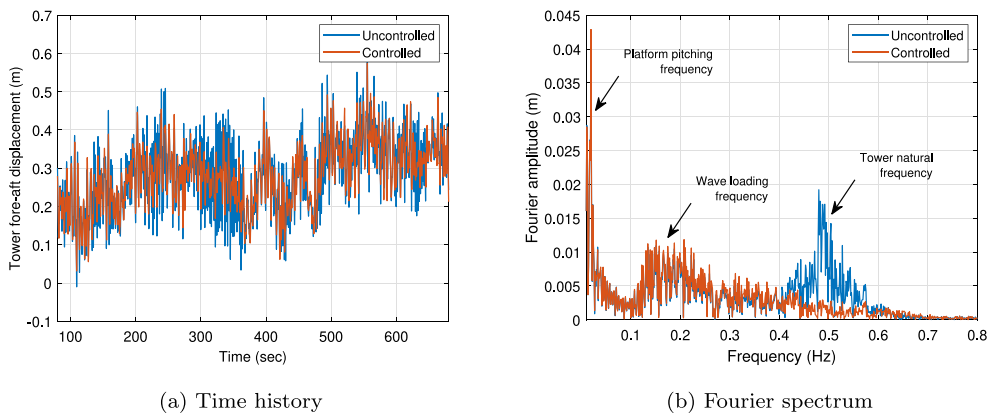 0.7
0.6
0.5
0.4
0.3
0.2
0.1
0
-0.1
Tower fore-aft displacement (m)
100 200 300 400 500 600
Time (sec)
Uncontrolled
Controlled
(a) Time history
0.045
0.04
0.035
0.03
0.025
0.02
0.015
0.01
0.005
0
Fourier amplitude (m)
0.1 0.2 0.3 0.4 0.5 0.6 0.7 0.8
Frequency (Hz)
Uncontrolled
Controlled
Platform pitching
frequency
Wave loading
frequency
Tower natural
frequency
(b) Fourier spectrum